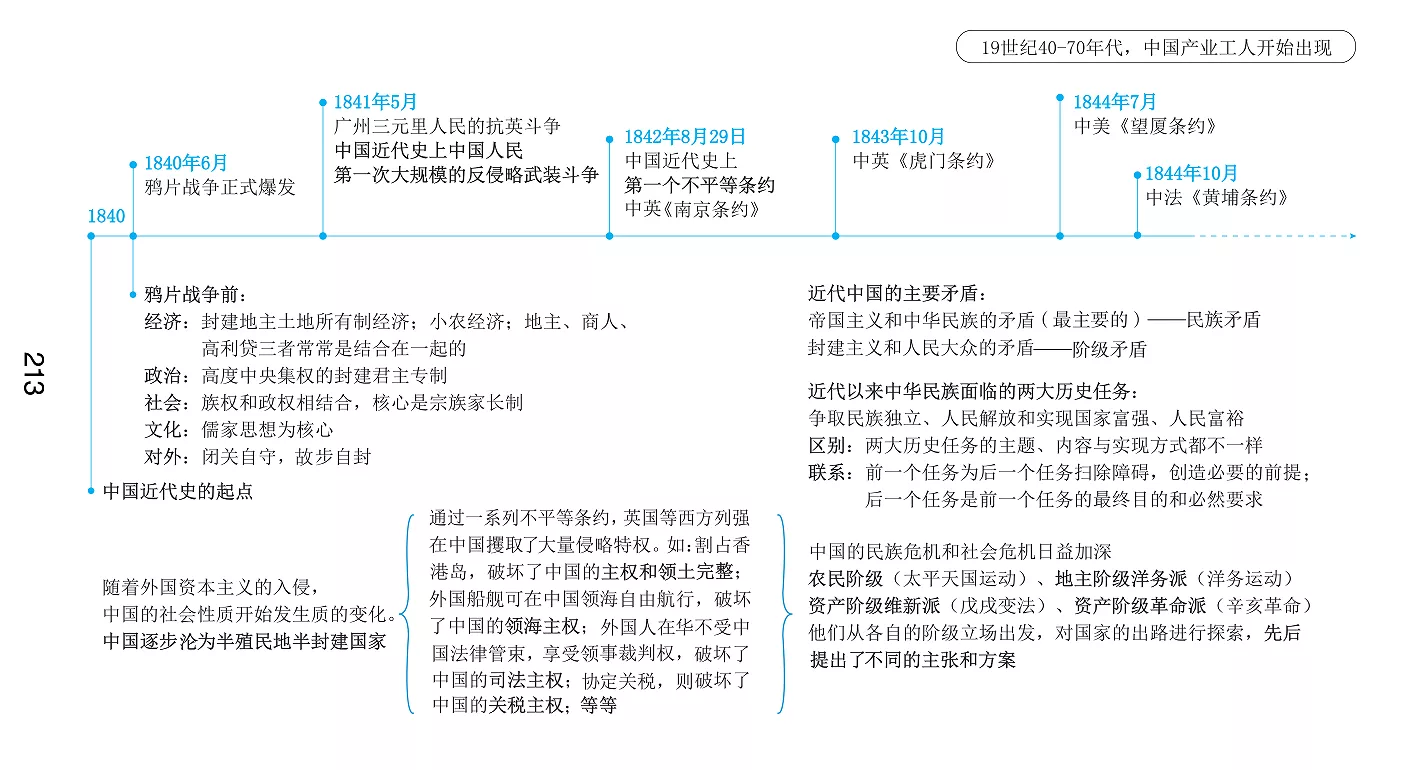 19世纪40-70年代，中国产业工人开始出现
1840
1840年6月
鸦片战争正式爆发
1841年5月
广州三元里人民的抗英斗争
中国近代史上中国人民
第一次大规模的反侵略武装斗争
1842年8月29日
中国近代史上
第一个不平等条约
中英《南京条约》
1843年10月
中英《虎门条约》
1844年7月
中美《望厦条约》
1844年10月
中法《黄埔条约》
鸦片战争前：
经济：封建地主土地所有制经济；小农经济；地主、商人、
高利贷三者常常是结合在一起的
政治：高度中央集权的封建君主专制
社会：族权和政权相结合，核心是宗族家长制
文化：儒家思想为核心
对外：闭关自守，故步自封
中国近代史的起点
随着外国资本主义的入侵，
中国的社会性质开始发生质的变化。
中国逐步沦为半殖民地半封建国家
通过一系列不平等条约，英国等西方列强
在中国攫取了大量侵略特权。如：割占香
港岛，破坏了中国的主权和领土完整；
外国船舰可在中国领海自由航行，破坏
了中国的领海主权；外国人在华不受中
国法律管束，享受领事裁判权，破坏了
中国的司法主权；协定关税，则破坏了
中国的关税主权；等等
近代中国的主要矛盾：
帝国主义和中华民族的矛盾（最主要的）——民族矛盾
封建主义和人民大众的矛盾——阶级矛盾
近代以来中华民族面临的两大历史任务：
争取民族独立、人民解放和实现国家富强、人民富裕
区别：两大历史任务的主题、内容与实现方式都不一样
联系：前一个任务为后一个任务扫除障碍，创造必要的前提；
后一个任务是前一个任务的最终目的和必然要求
中国的民族危机和社会危机日益加深
农民阶级（太平天国运动）、地主阶级洋务派（洋务运动）
资产阶级维新派（戊戌变法）、资产阶级革命派（辛亥革命）
他们从各自的阶级立场出发，对国家的出路进行探索，先后
提出了不同的主张和方案
213